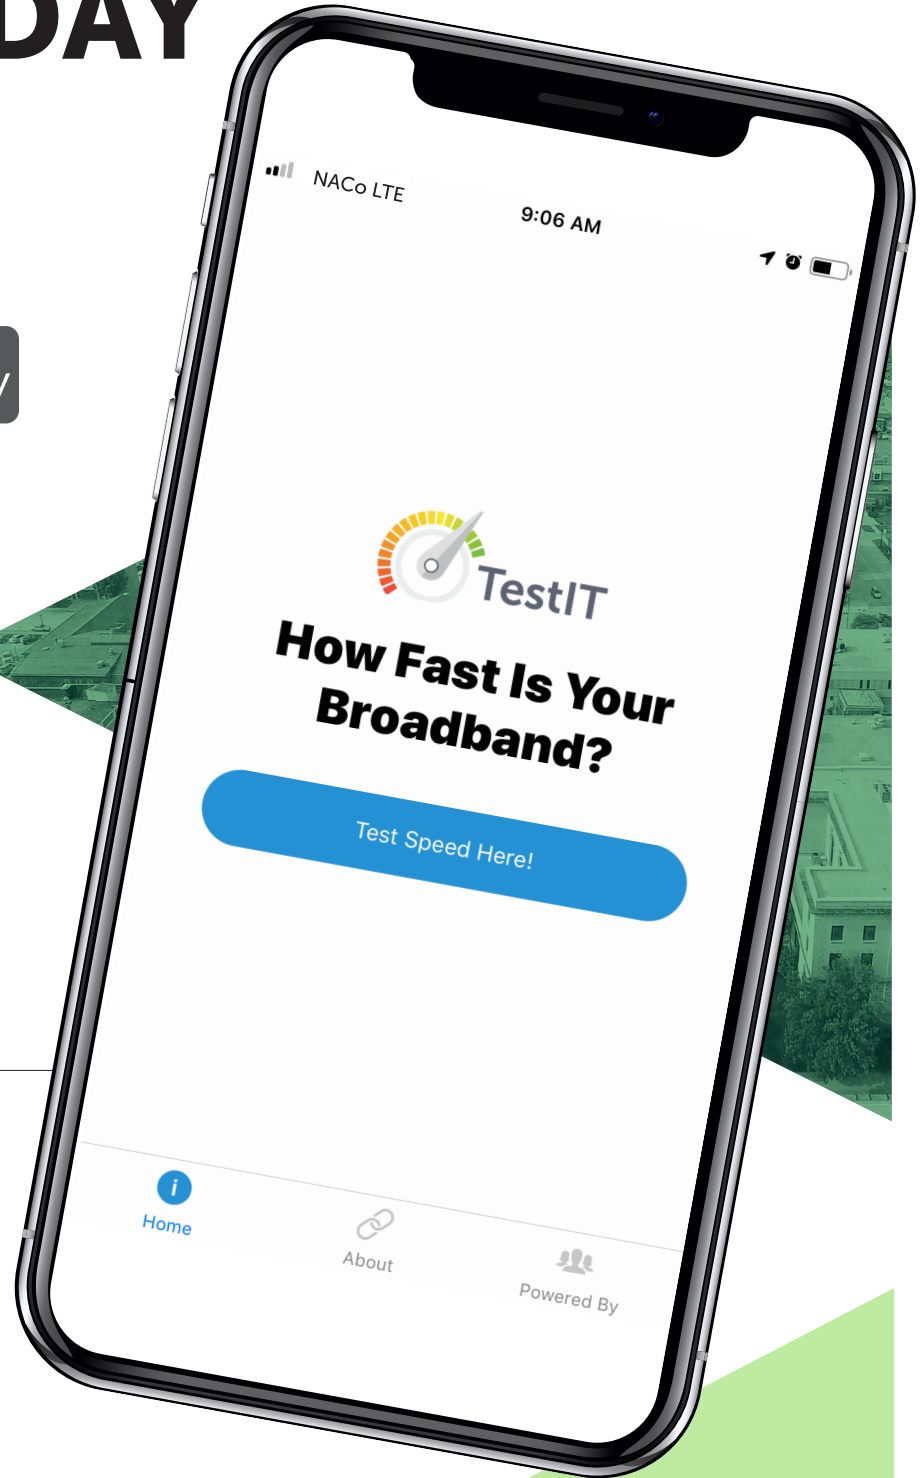 DAY
NACo LTE
9:06 AM
y
TestIT
How Fast Is Your
Broadband?
Test Speed Here!
Home
About
Powered By